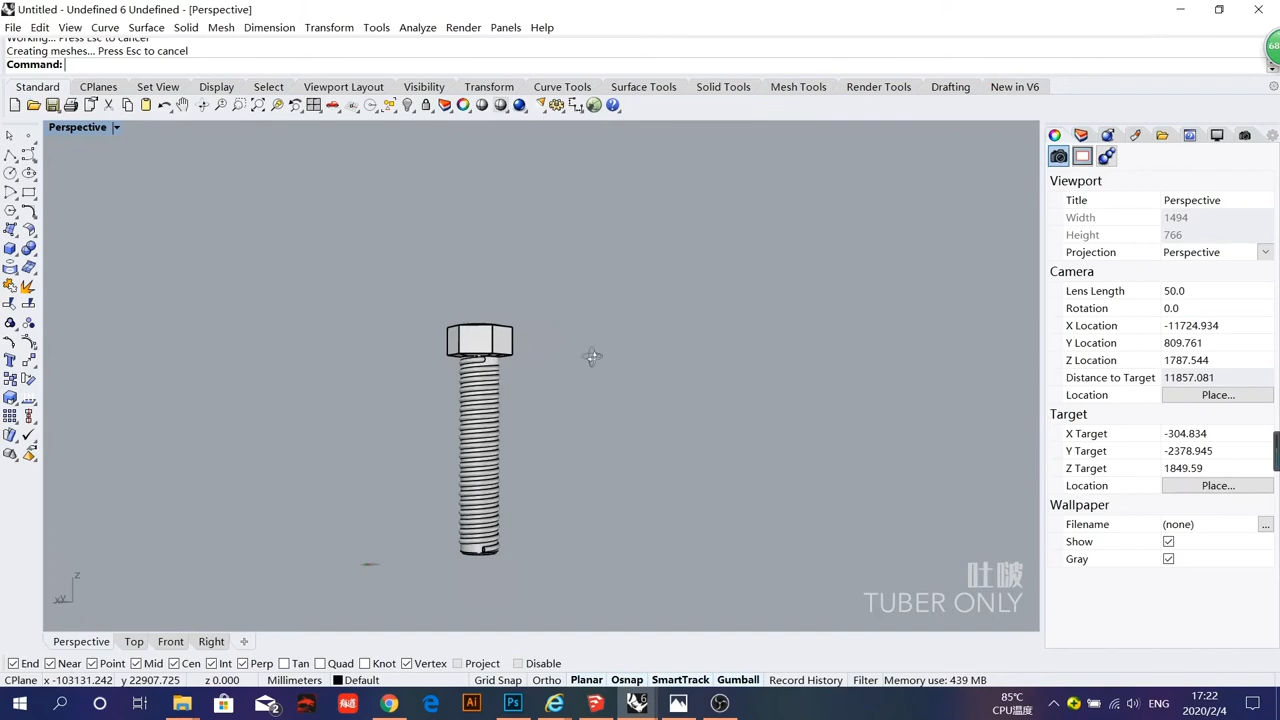 Untitled - Undefined 6 Undefined - [Perspective]
File Edit View Curve Surface Solid Mesh Dimension Transform Tools Analyze Render Panels Help
Working... Press Esc to cancel
Creating meshes... Press Esc to cancel
Command:
Standard CPlanes Set View Display Select Viewport Layout Visibility Transform Curve Tools Surface Tools Solid Tools Mesh Tools Render Tools Drafting New in V6
Perspective
Viewport
Title Perspective
Width 1494
Height 766
Projection Perspective
Camera
Lens Length 50.0
Rotation 0.0
X Location -11724.934
Y Location 809.761
Z Location 1787.544
Distance to Target 11857.081
Location Place...
Target
X Target -304.834
Y Target -2378.945
Z Target 1849.59
Location Place...
Wallpaper
Filename (none) ...
Show
Gray
68
z
吐啵
TUBER ONLY
Perspective Top Front Right
End Near Point Mid Cen Int Perp Tan Quad Knot Vertex Project Disable
CPlane x -103131.242 y 22907.725 z 0.000 Millimeters Default Grid Snap Ortho Planar Osnap SmartTrack Gumball Record History Filter Memory use: 439 MB
85℃
CPU温度
ENG
17:22
2020/2/4